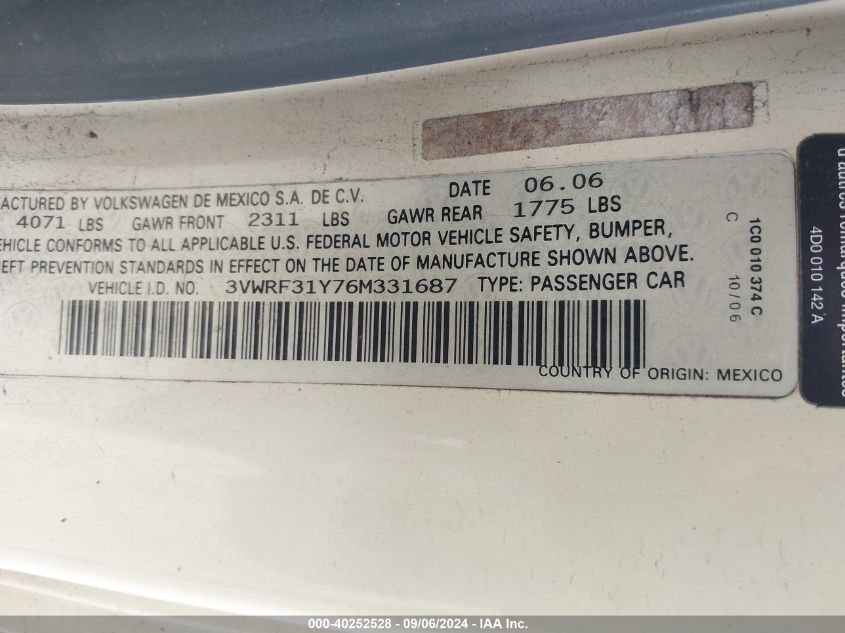 FACTURED BY VOLKSWAGEN DE MEXICO S.A. DE C.V. DATE 06.06
4071 LBS GAWR FRONT 2311 LBS GAWR REAR 1775 LBS
EHICLE CONFORMS TO ALL APPLICABLE U.S. FEDERAL MOTOR VEHICLE SAFETY, BUMPER,
HEFT PREVENTION STANDARDS IN EFFECT ON THE DATE OF MANUFACTURE SHOWN ABOVE.
VEHICLE I.D. NO. 3VWRF31Y76M331687 TYPE: PASSENGER CAR
COUNTRY OF ORIGIN: MEXICO
1C0 010 374 C
C 10/06
4D0 010 142 A
000-40252528 - 09/06/2024 - IAA Inc.